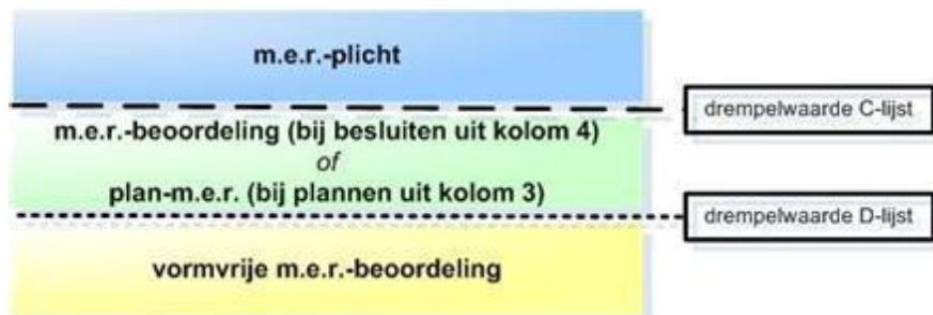 m.e.r.-plicht
drempelwaarde C-lijst
m.e.r.-beoordeling (bij besluiten uit kolom 4)
of
plan-m.e.r. (bij plannen uit kolom 3)
drempelwaarde D-lijst
vormvrije m.e.r.-beoordeling